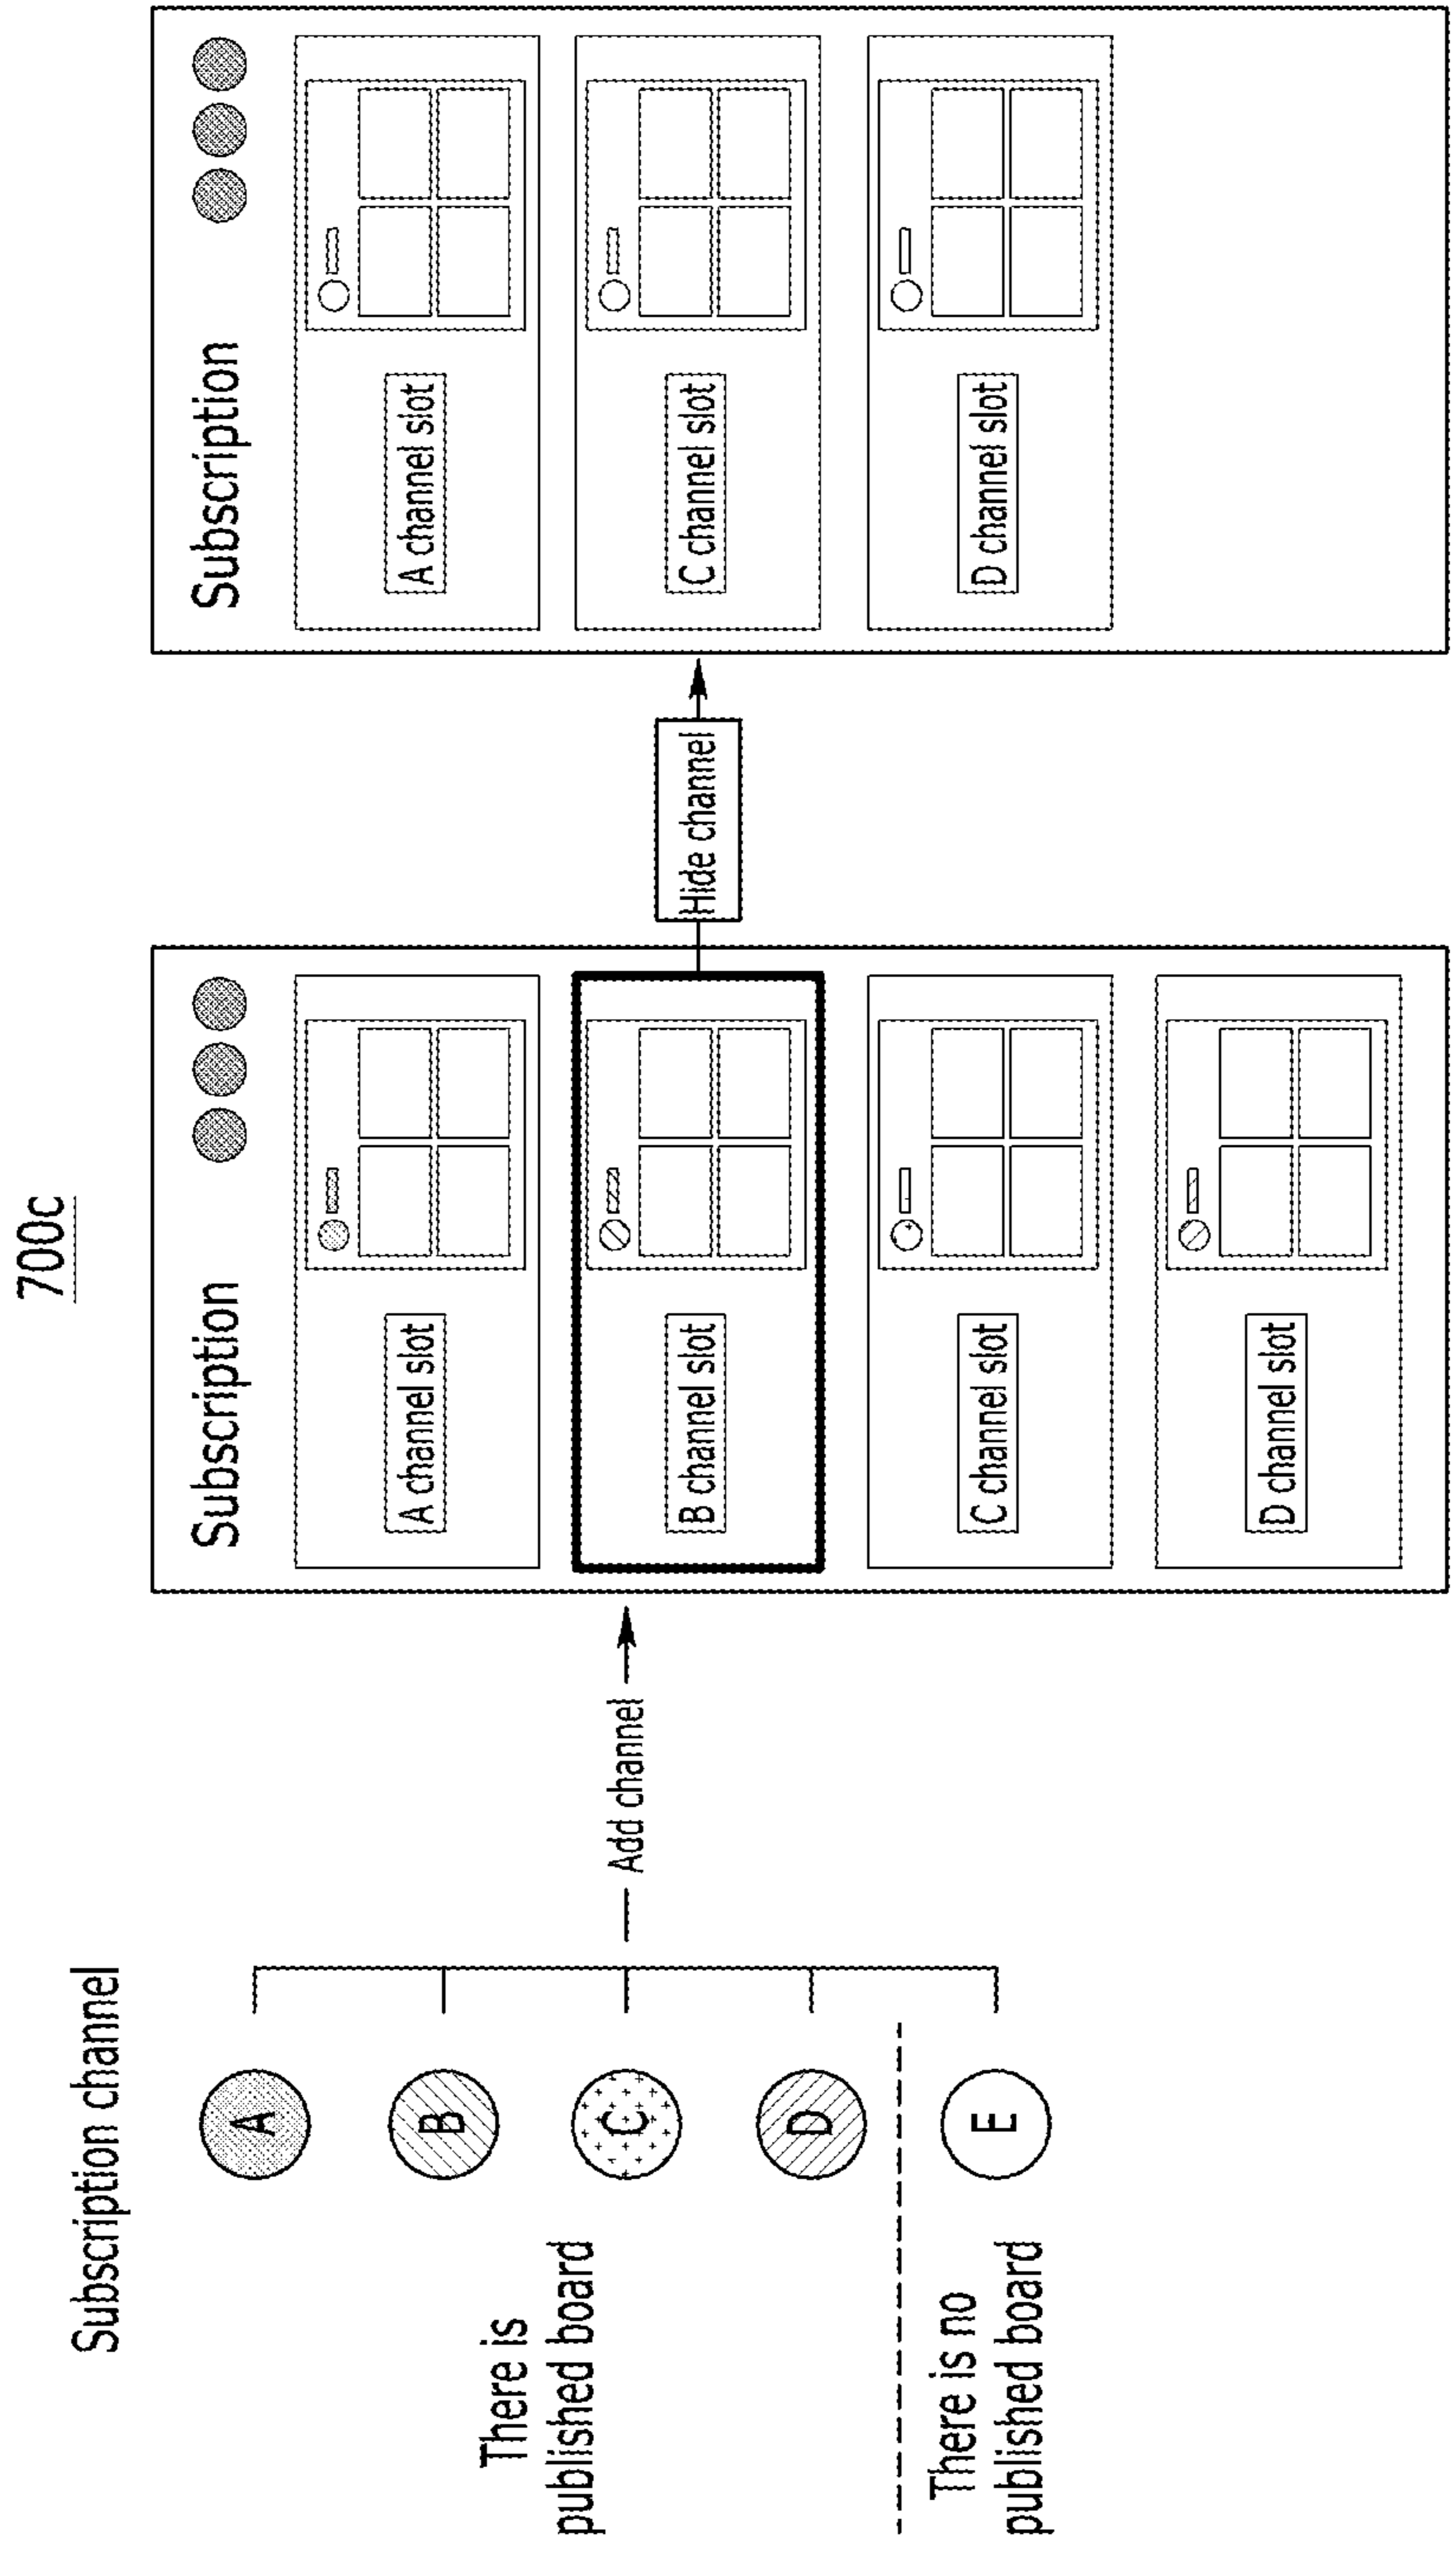 700c
Subscription channel
A
B
C
D
E
There is
published board
There is no
published board
Add channel
Subscription
A channel slot
B channel slot
C channel slot
D channel slot
Hide channel
Subscription
A channel slot
C channel slot
D channel slot